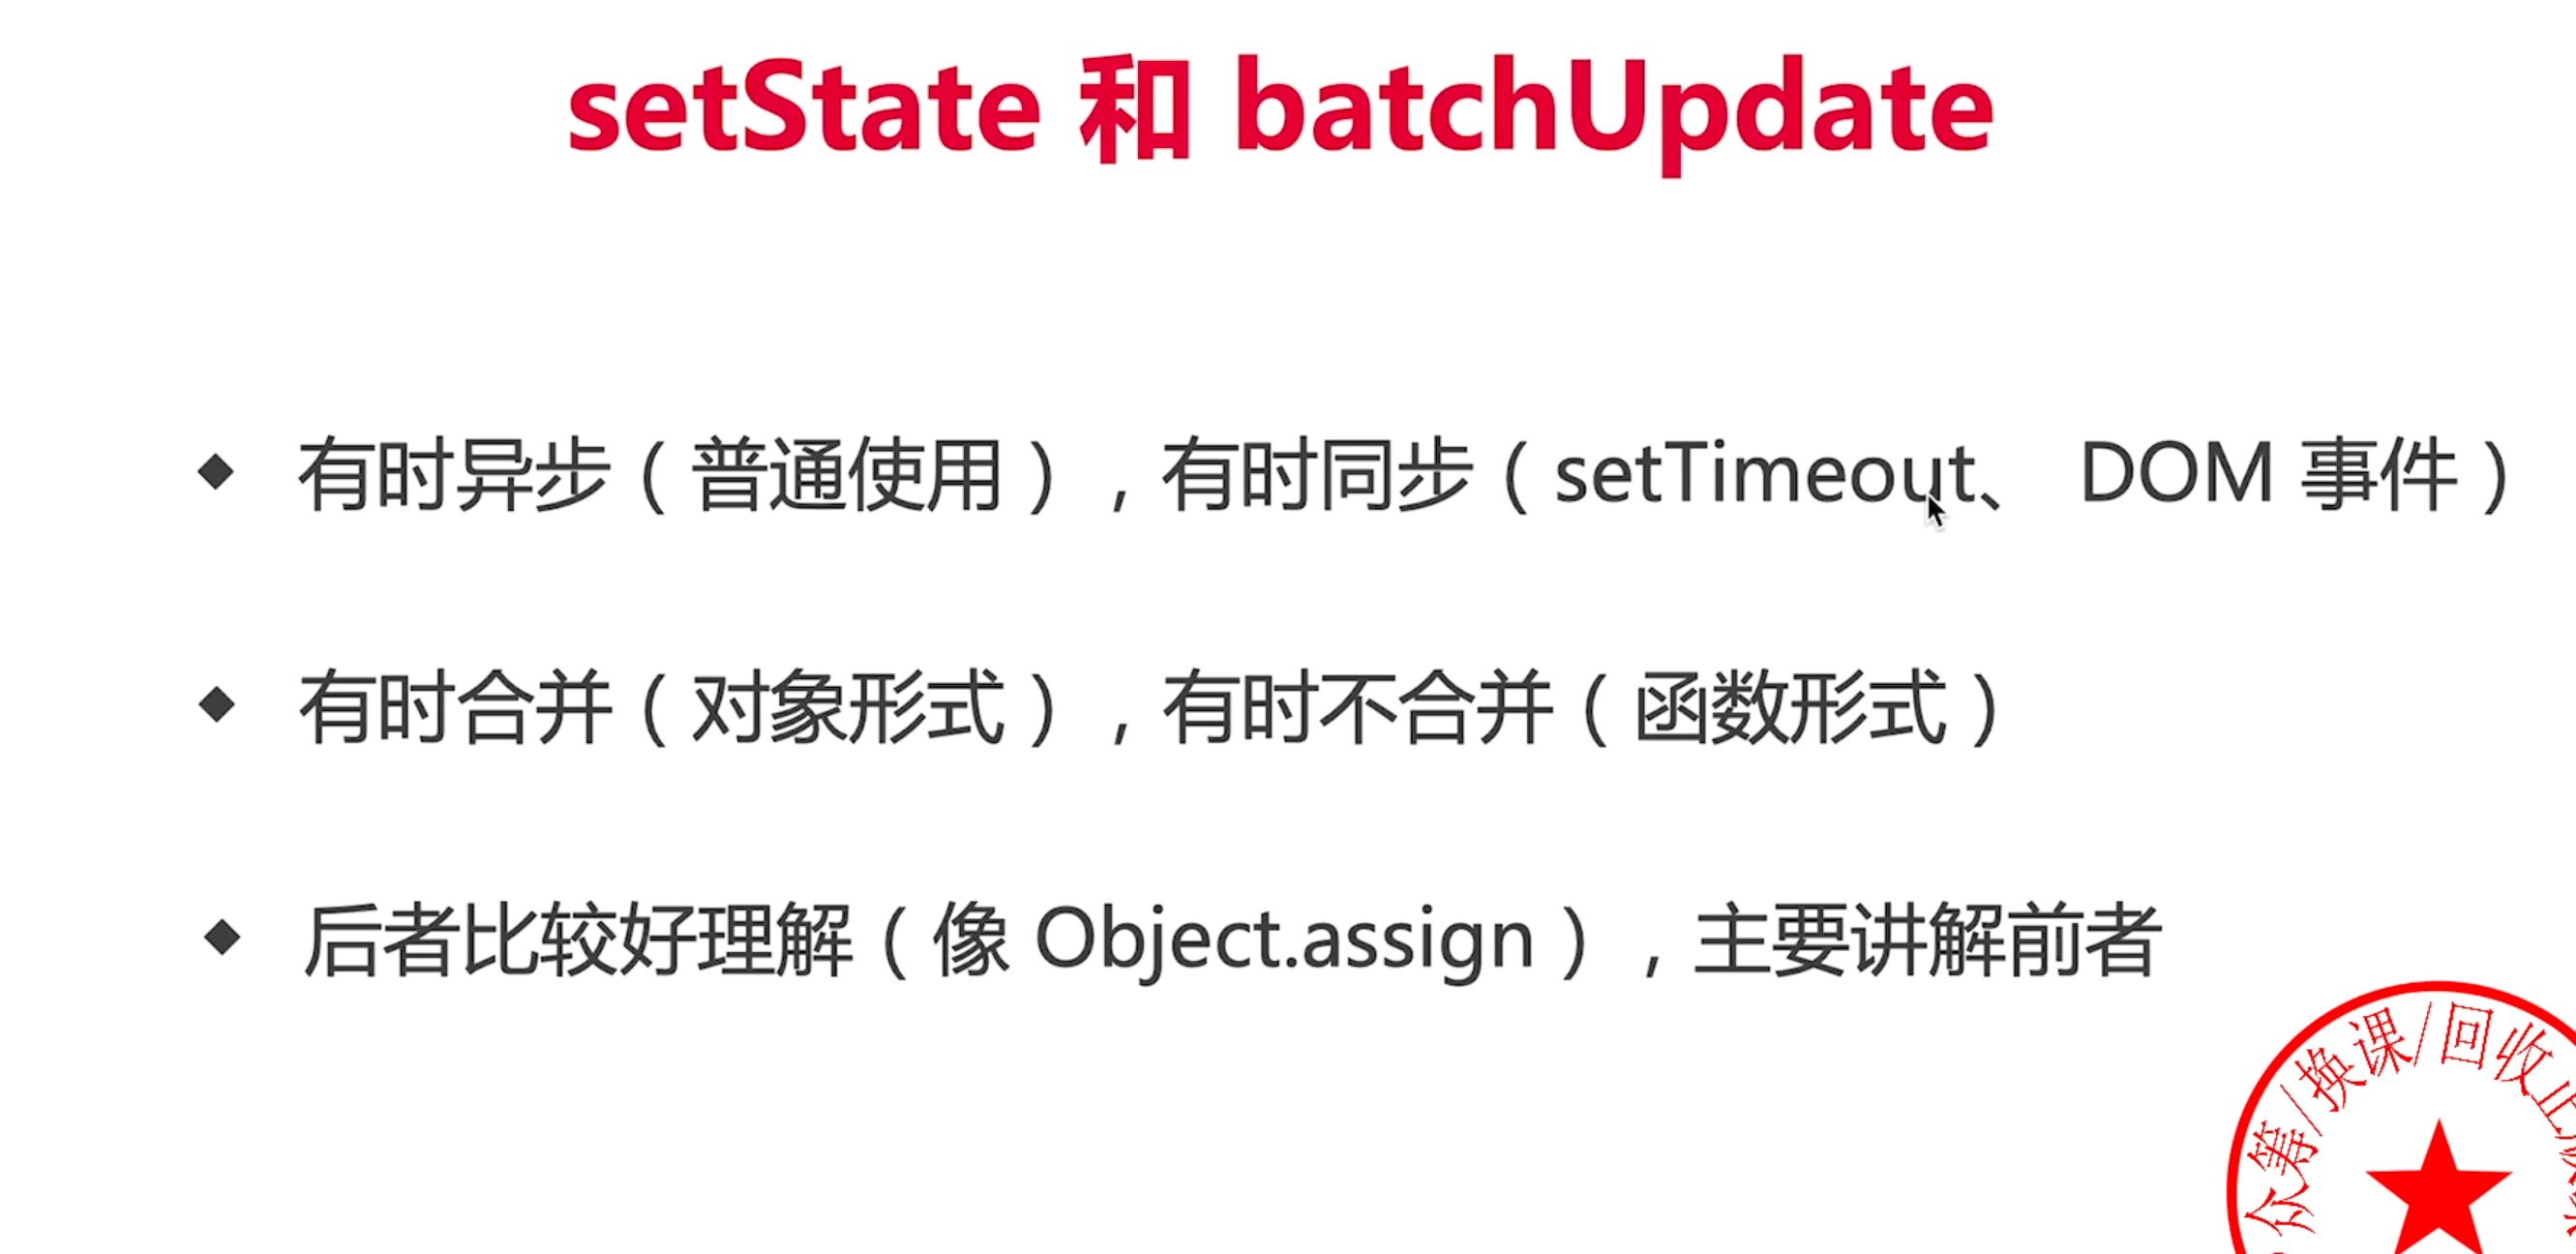 setState 和 batchUpdate
◆ 有时异步（普通使用），有时同步（setTimeout、 DOM 事件）
◆ 有时合并（对象形式），有时不合并（函数形式）
◆ 后者比较好理解（像 Object.assign），主要讲解前者
众筹/换课/回收